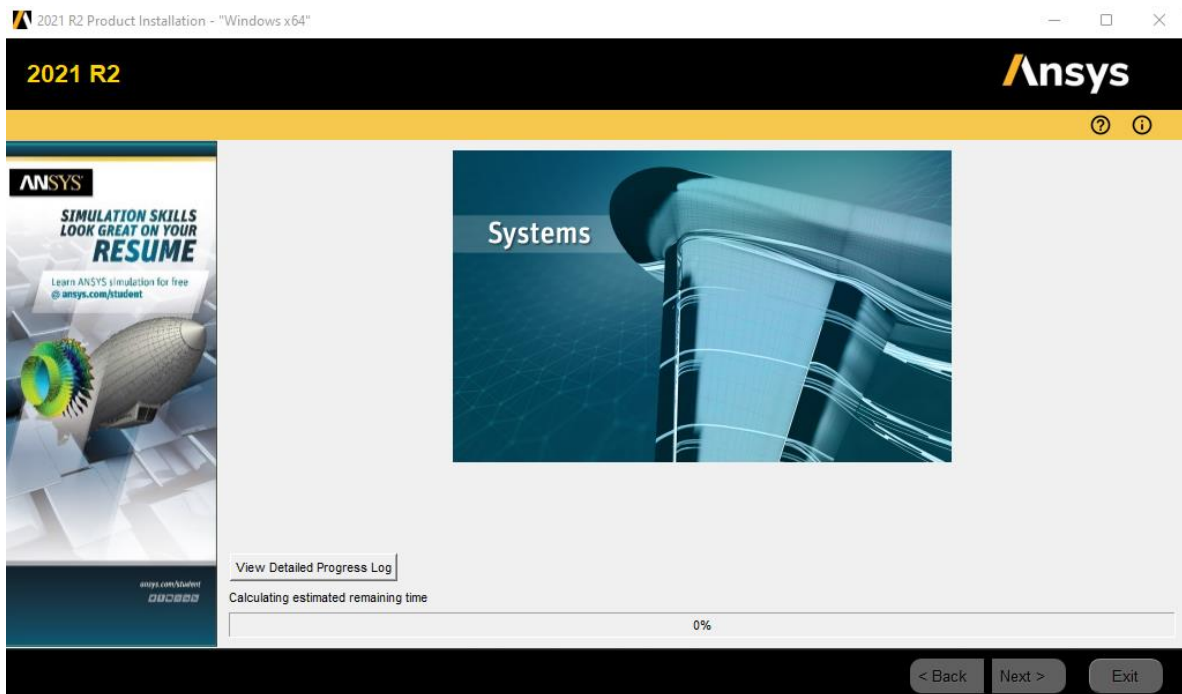 2021 R2 Product Installation - "Windows x64"
2021 R2
Ansys
ANSYS
SIMULATION SKILLS
LOOK GREAT ON YOUR
RESUME
Learn ANSYS simulation for free
@ ansys.com/student
ansys.com/student
Systems
View Detailed Progress Log
Calculating estimated remaining time
0%
< Back
Next >
Exit